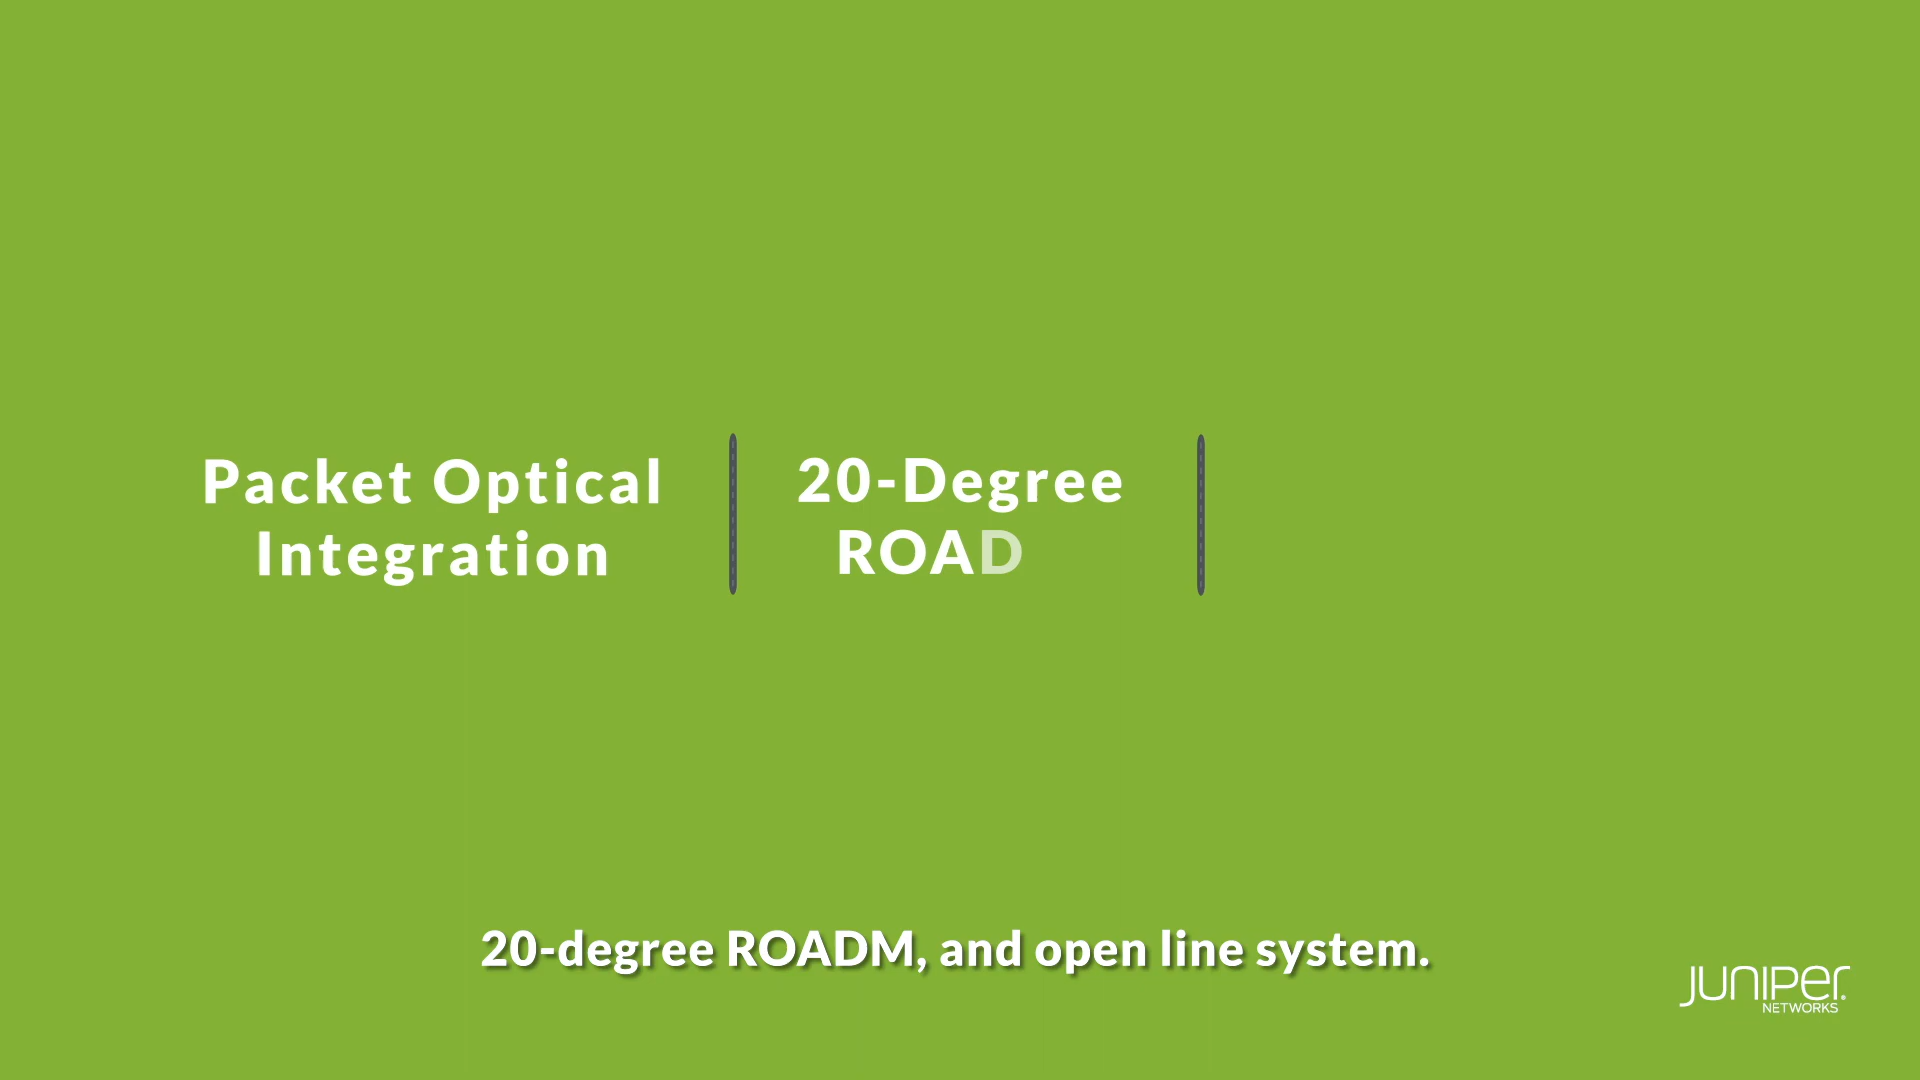 Packet Optical
Integration
20-Degree
ROAD
20-degree ROADM, and open line system.
JUNIPER
NETWORKS